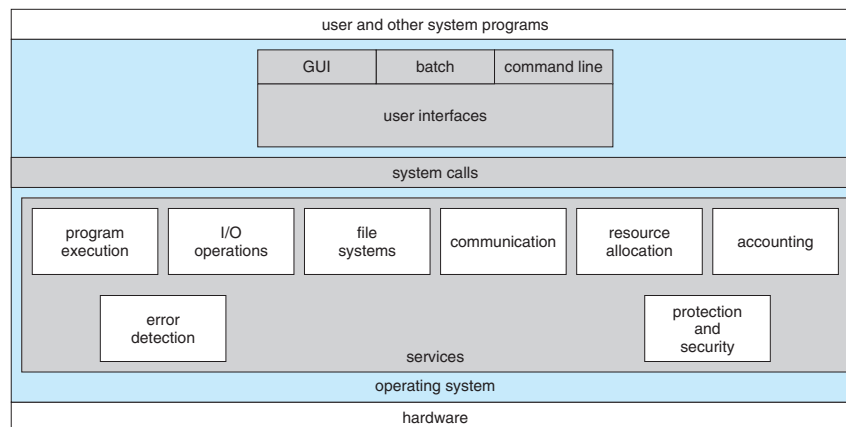 user and other system programs
GUI batch command line
user interfaces
system calls
program execution
I/O operations
file systems
communication
resource allocation
accounting
error detection
protection and security
services
operating system
hardware